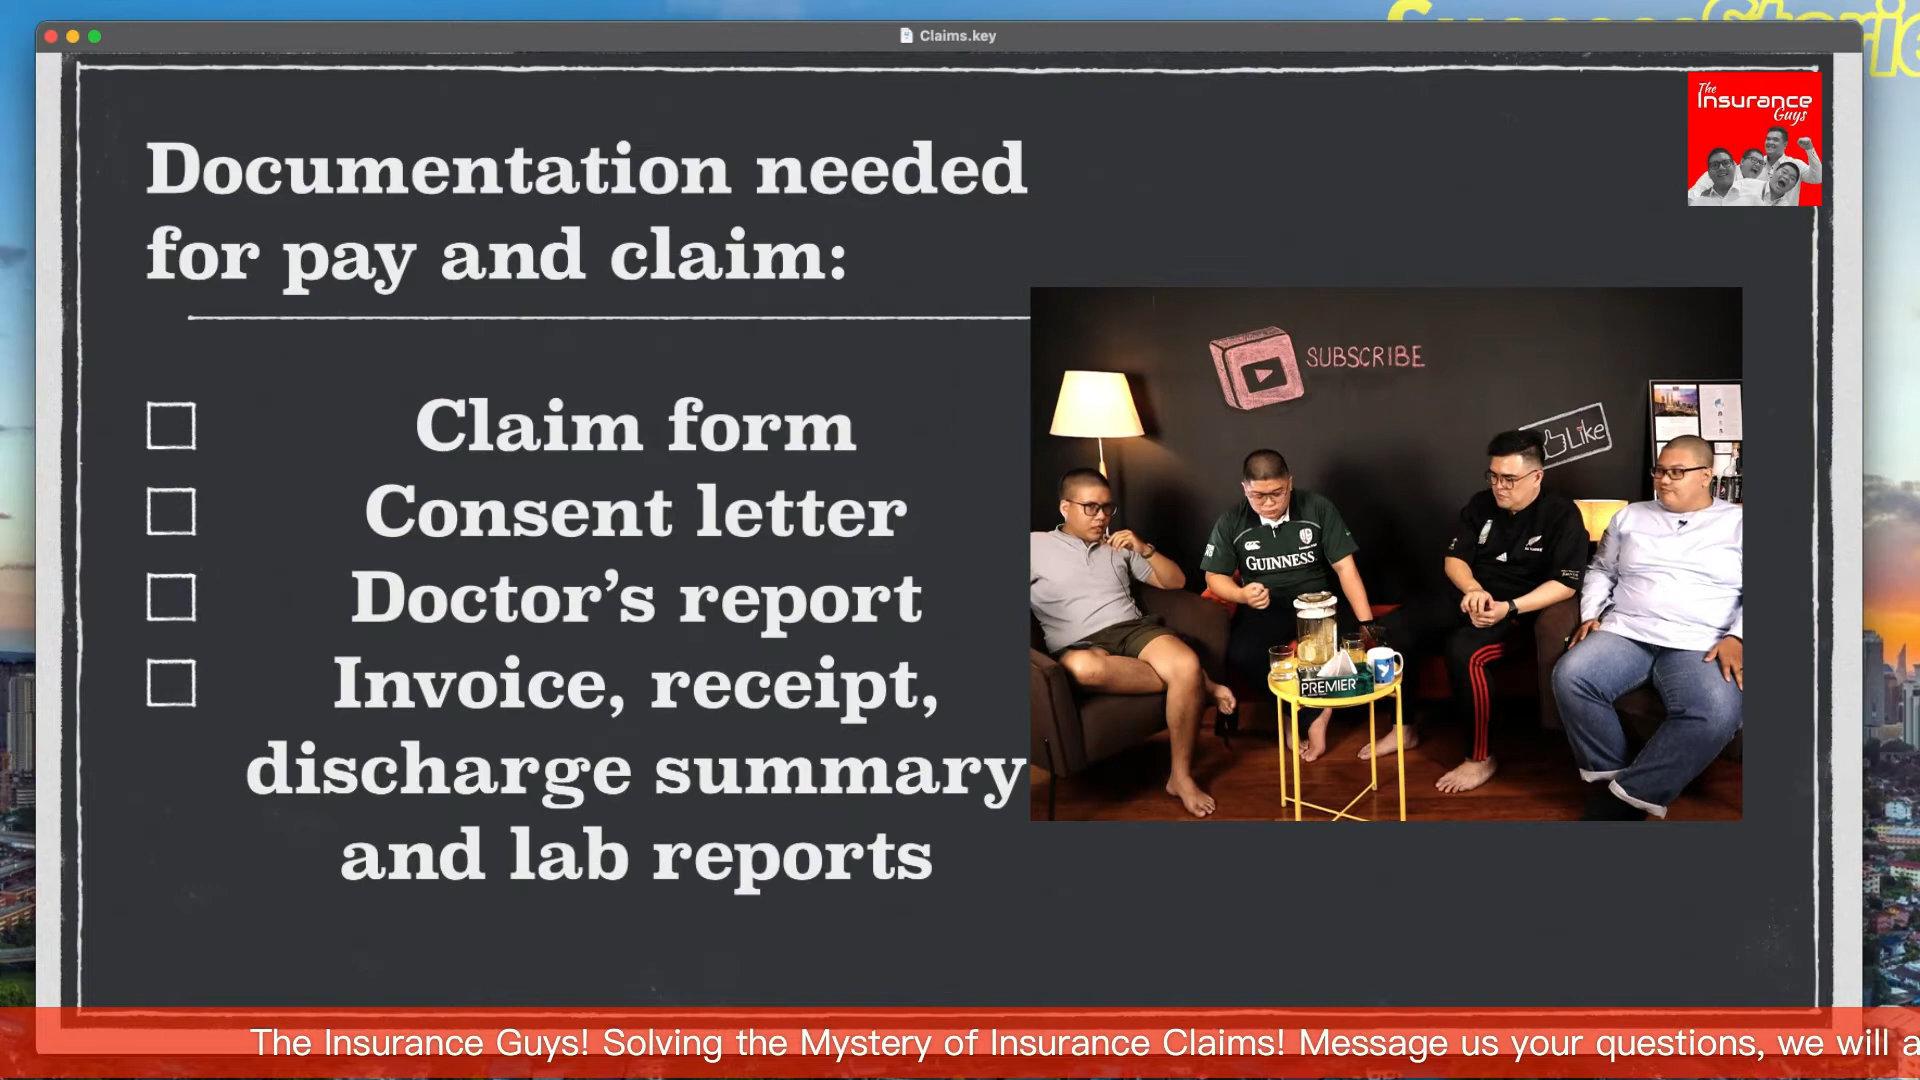 SuccessStorie
Claims.key
The
Insurance
Guys
Documentation needed
for pay and claim:
Claim form
Consent letter
Doctor’s report
Invoice, receipt,
discharge summary
and lab reports
SUBSCRIBE
Like
GUINNESS
PREMIER
The Insurance Guys! Solving the Mystery of Insurance Claims! Message us your questions, we will a